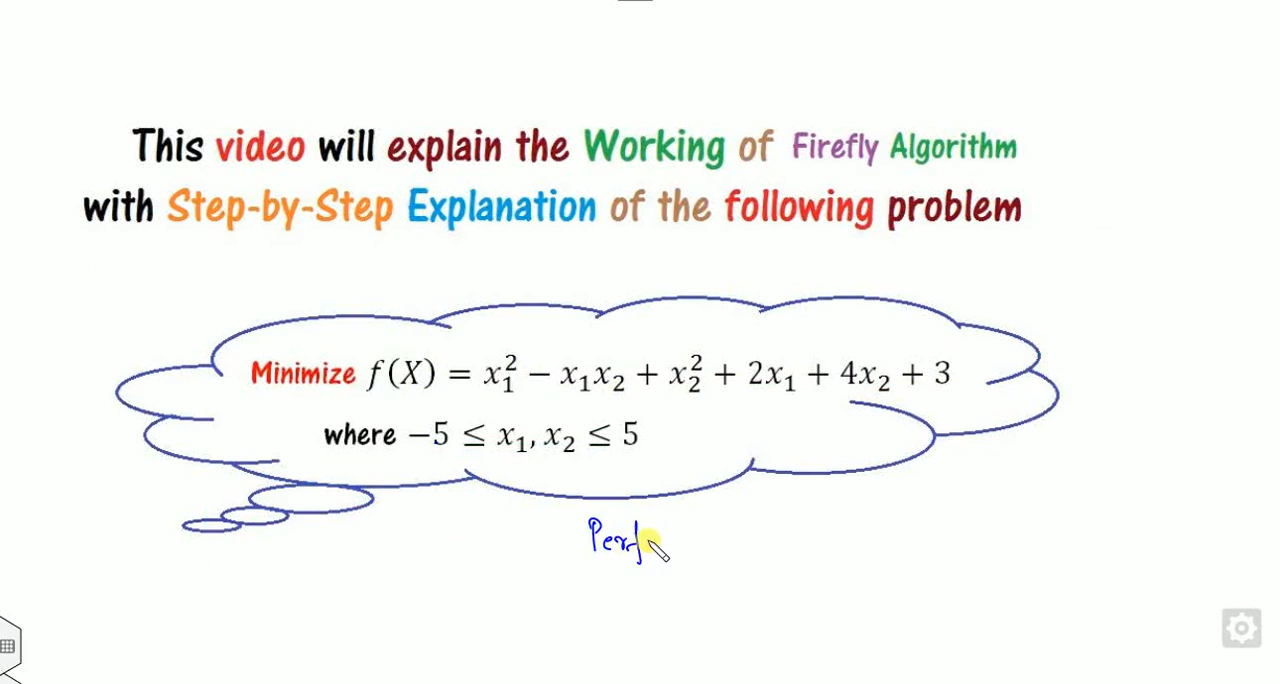 This video will explain the Working of Firefly Algorithm
with Step-by-Step Explanation of the following problem
Minimize f(X) = x₁² − x₁x₂ + x₂² + 2x₁ + 4x₂ + 3
where −5 ≤ x₁, x₂ ≤ 5
Perf